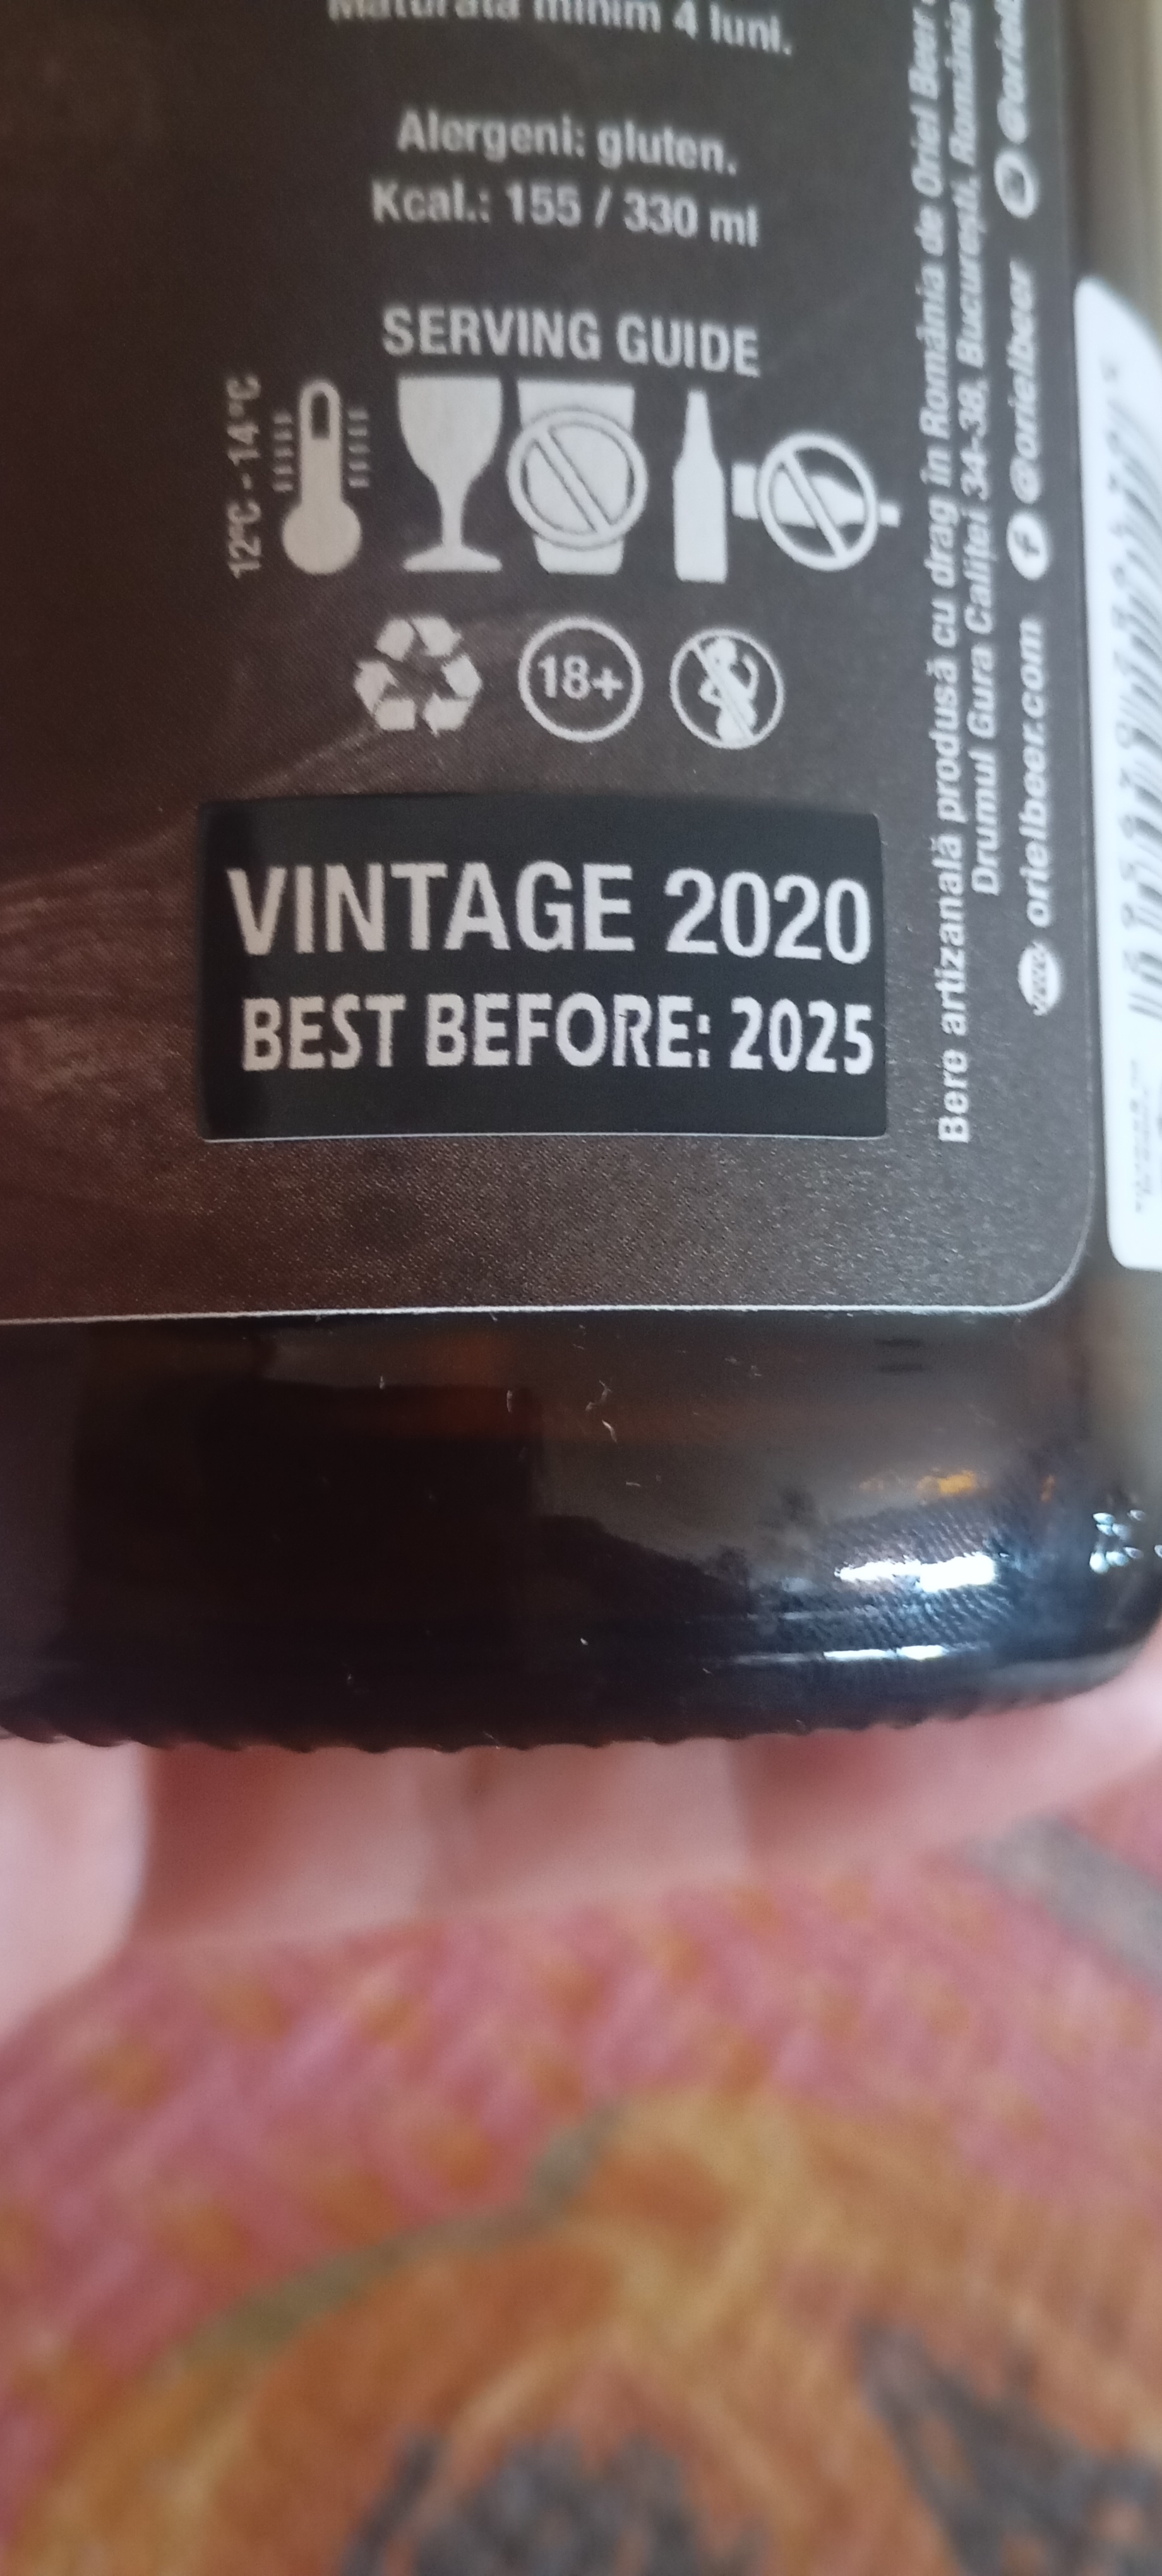 Maturată minim 4 luni.
Alergeni: gluten.
Kcal.: 155 / 330 ml
SERVING GUIDE
12°C - 14°C
18+
VINTAGE 2020
BEST BEFORE: 2025
Bere artizanală produsă cu drag în România de Oriel Beer
Drumul Gura Caliței 34-38, București, România
www orielbeer.com @orielbeer